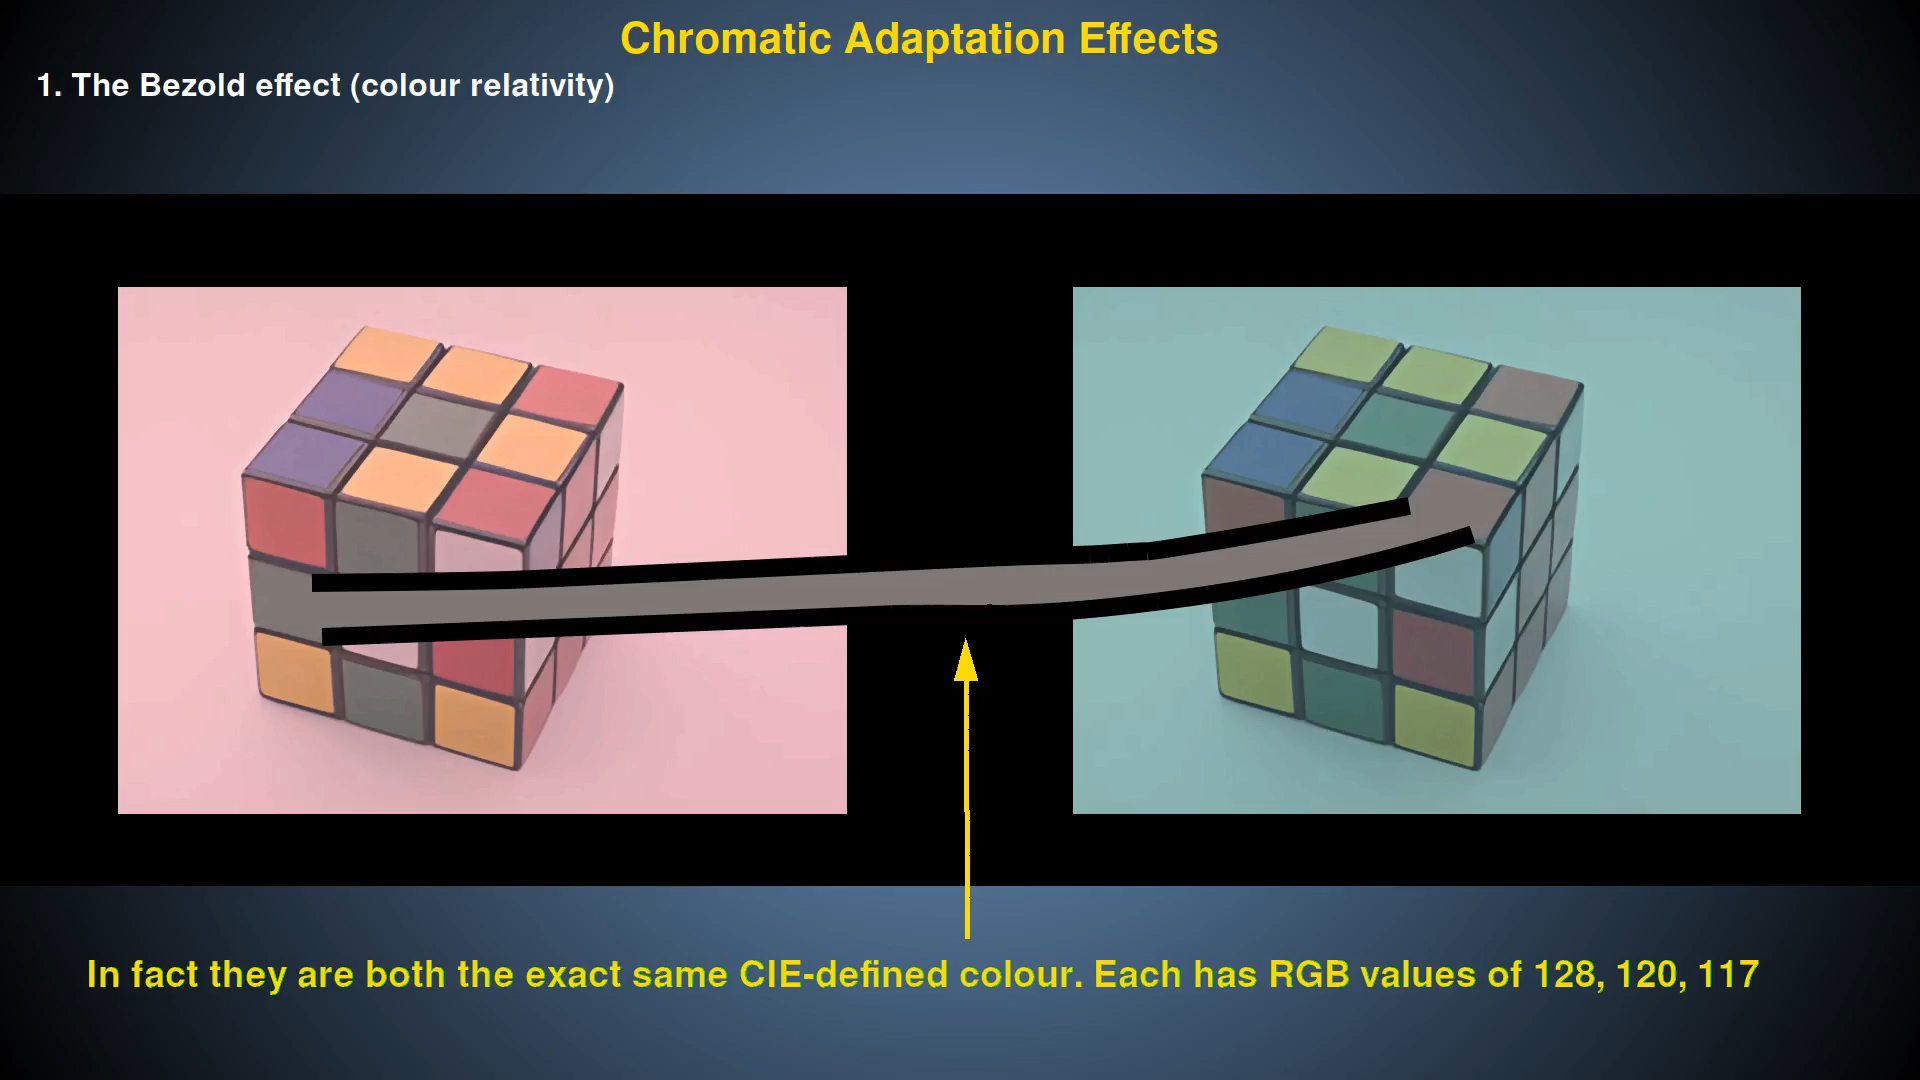 Chromatic Adaptation Effects
1. The Bezold effect (colour relativity)
In fact they are both the exact same CIE-defined colour. Each has RGB values of 128, 120, 117